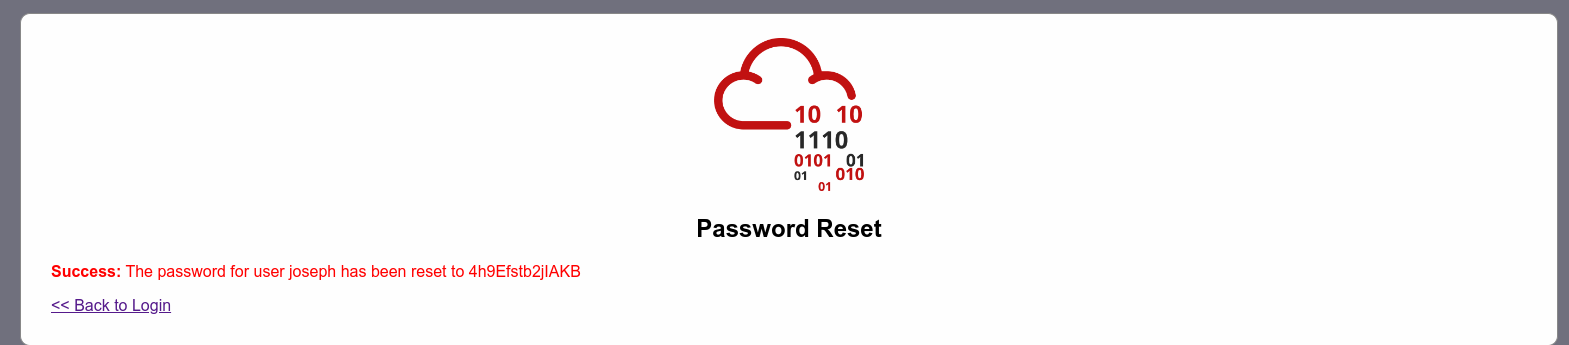 10 10
1110
0101 01
01 010
01
Password Reset
Success: The password for user joseph has been reset to 4h9Efstb2jIAKB
<< Back to Login